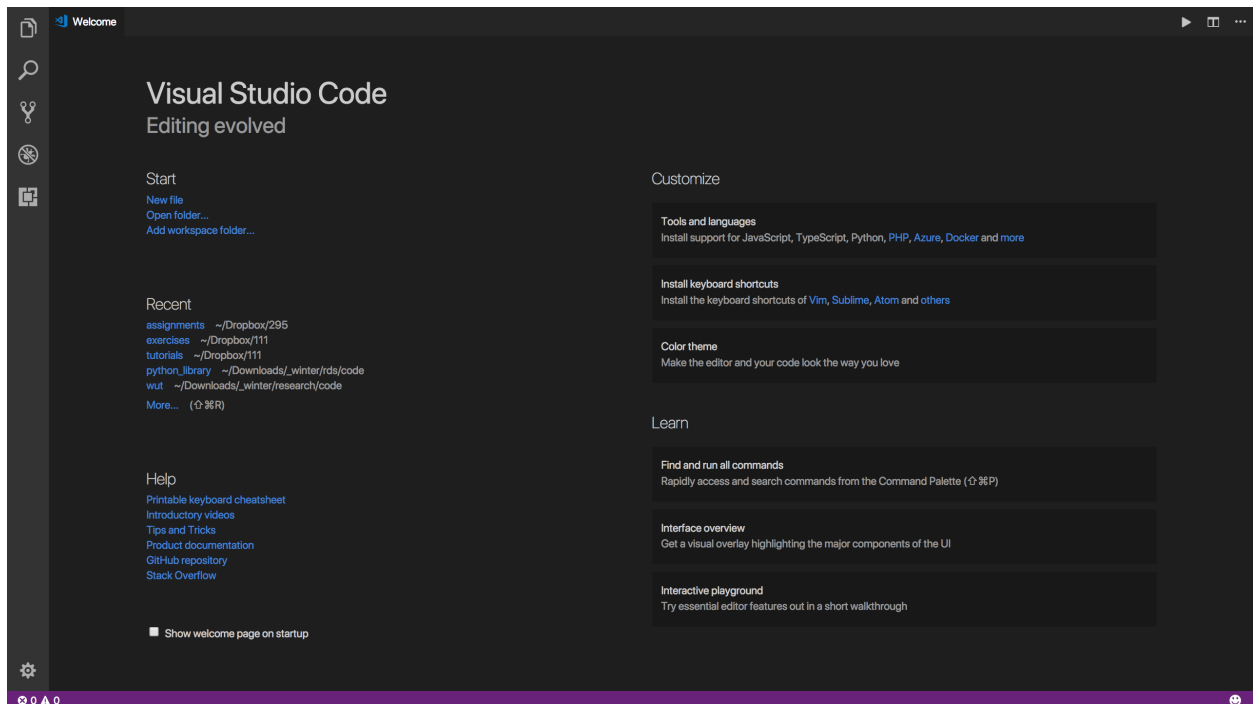 Welcome
Visual Studio Code
Editing evolved
Start
New file
Open folder...
Add workspace folder...
Recent
assignments ~/Dropbox/295
exercises ~/Dropbox/111
tutorials ~/Dropbox/111
python_library ~/Downloads/_winter/rds/code
wut ~/Downloads/_winter/research/code
More... (⇧⌘R)
Help
Printable keyboard cheatsheet
Introductory videos
Tips and Tricks
Product documentation
GitHub repository
Stack Overflow
Show welcome page on startup
Customize
Tools and languages
Install support for JavaScript, TypeScript, Python, PHP, Azure, Docker and more
Install keyboard shortcuts
Install the keyboard shortcuts of Vim, Sublime, Atom and others
Color theme
Make the editor and your code look the way you love
Learn
Find and run all commands
Rapidly access and search commands from the Command Palette (⇧⌘P)
Interface overview
Get a visual overlay highlighting the major components of the UI
Interactive playground
Try essential editor features out in a short walkthrough
0 0